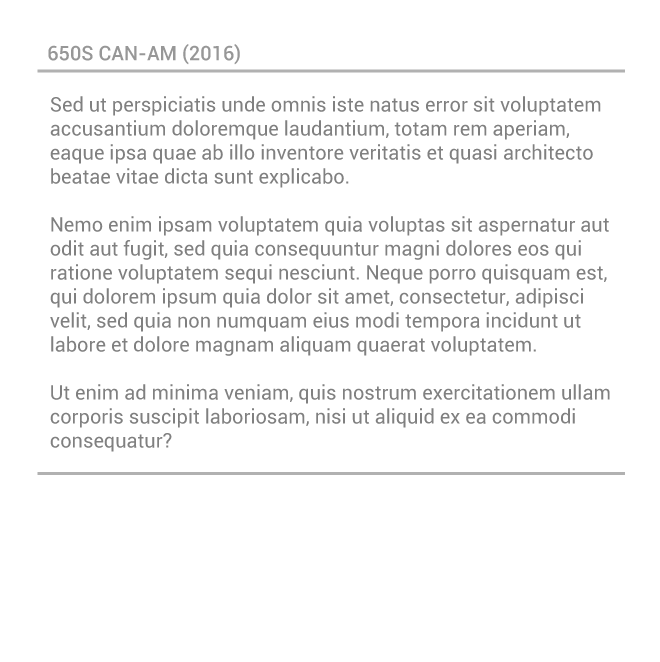 650S CAN-AM (2016)
Sed ut perspiciatis unde omnis iste natus error sit voluptatem
accusantium doloremque laudantium, totam rem aperiam,
eaque ipsa quae ab illo inventore veritatis et quasi architecto
beatae vitae dicta sunt explicabo.
Nemo enim ipsam voluptatem quia voluptas sit aspernatur aut
odit aut fugit, sed quia consequuntur magni dolores eos qui
ratione voluptatem sequi nesciunt. Neque porro quisquam est,
qui dolorem ipsum quia dolor sit amet, consectetur, adipisci
velit, sed quia non numquam eius modi tempora incidunt ut
labore et dolore magnam aliquam quaerat voluptatem.
Ut enim ad minima veniam, quis nostrum exercitationem ullam
corporis suscipit laboriosam, nisi ut aliquid ex ea commodi
consequatur?